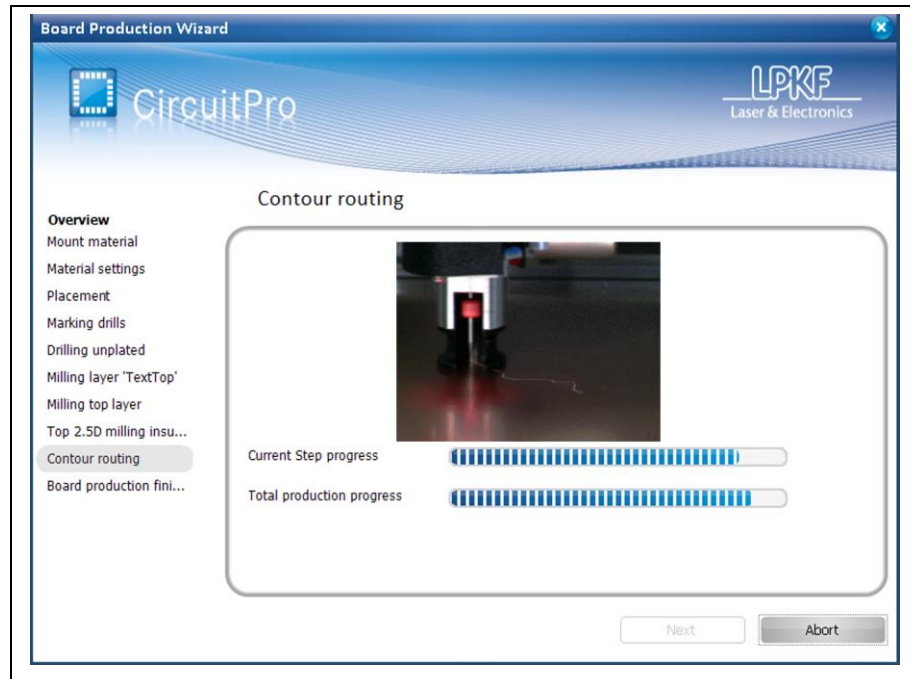 Board Production Wizard
CircuitPro
LPKF
Laser & Electronics
Contour routing
Overview
Mount material
Material settings
Placement
Marking drills
Drilling unplated
Milling layer 'TextTop'
Milling top layer
Top 2.5D milling insu...
Contour routing
Board production fini...
Current Step progress
Total production progress
Next
Abort